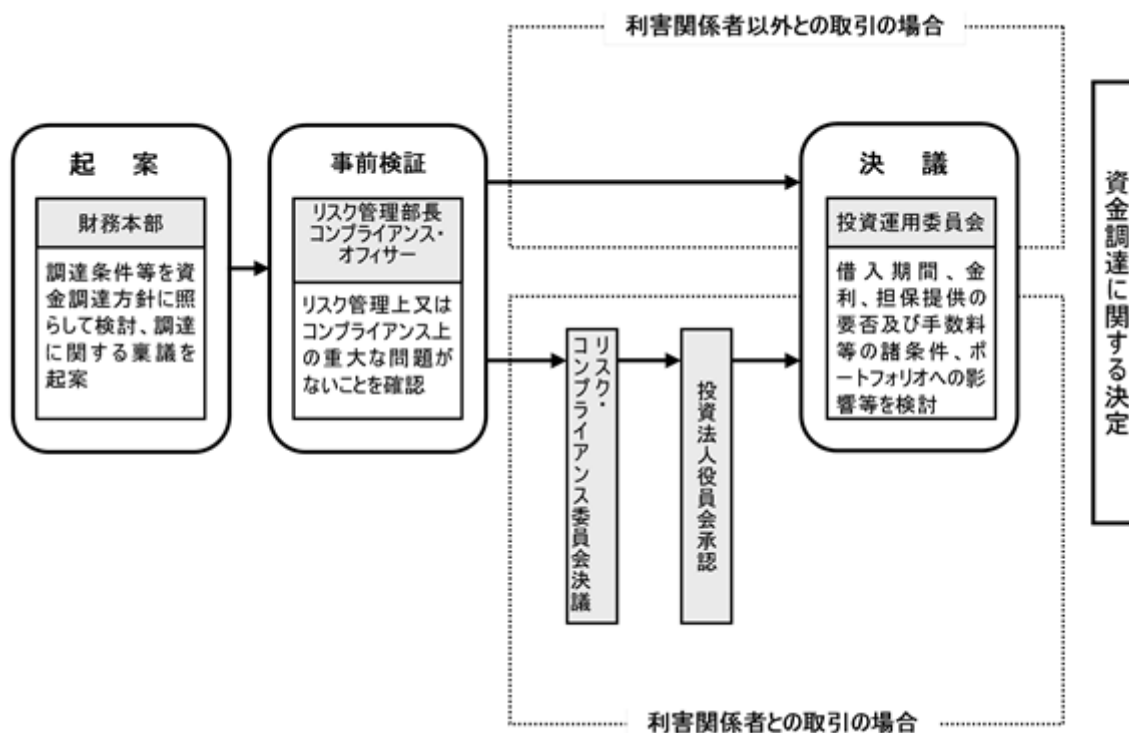 利害関係者以外との取引の場合
起　案
財務本部
調達条件等を資
金調達方針に照
らして検討、調達
に関する稟議を
起案
事前検証
リスク管理部長
コンプライアンス・
オフィサー
リスク管理上又は
コンプライアンス上
の重大な問題が
ないことを確認
リスク・
コンプライアンス委員会決議
投資法人役員会承認
決　議
投資運用委員会
借入期間、金
利、担保提供の
要否及び手数料
等の諸条件、ポ
ートフォリオへの影
響等を検討
資金調達に関する決定
利害関係者との取引の場合